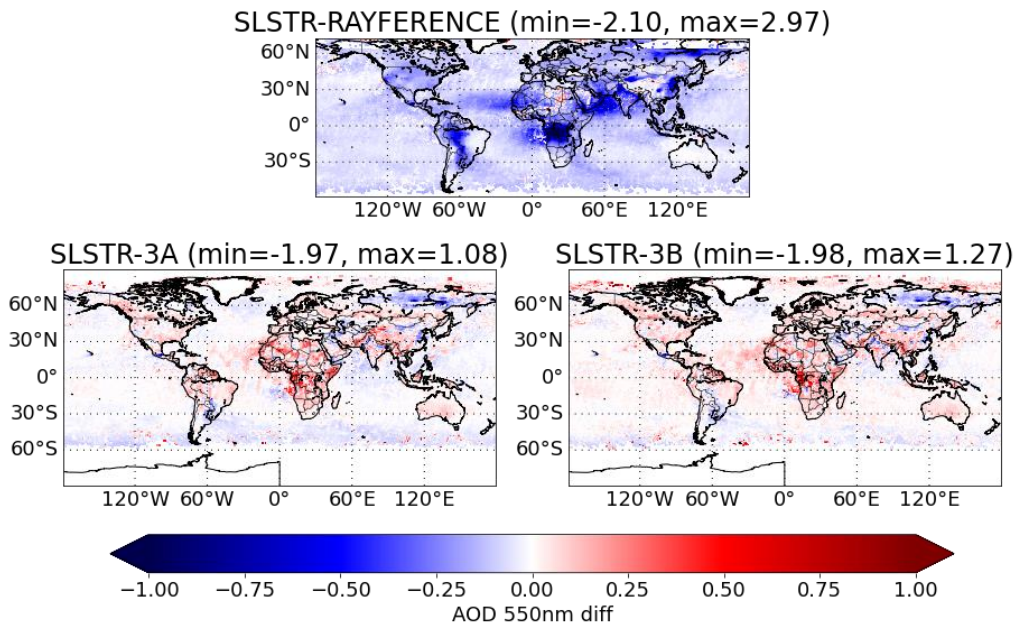 SLSTR-RAYFERENCE (min=-2.10, max=2.97)
60°N
30°N
0°
30°S
120°W 60°W 0° 60°E 120°E
SLSTR-3A (min=-1.97, max=1.08)
60°N
30°N
0°
30°S
60°S
120°W 60°W 0° 60°E 120°E
SLSTR-3B (min=-1.98, max=1.27)
60°N
30°N
0°
30°S
60°S
120°W 60°W 0° 60°E 120°E
−1.00 −0.75 −0.50 −0.25 0.00 0.25 0.50 0.75 1.00
AOD 550nm diff